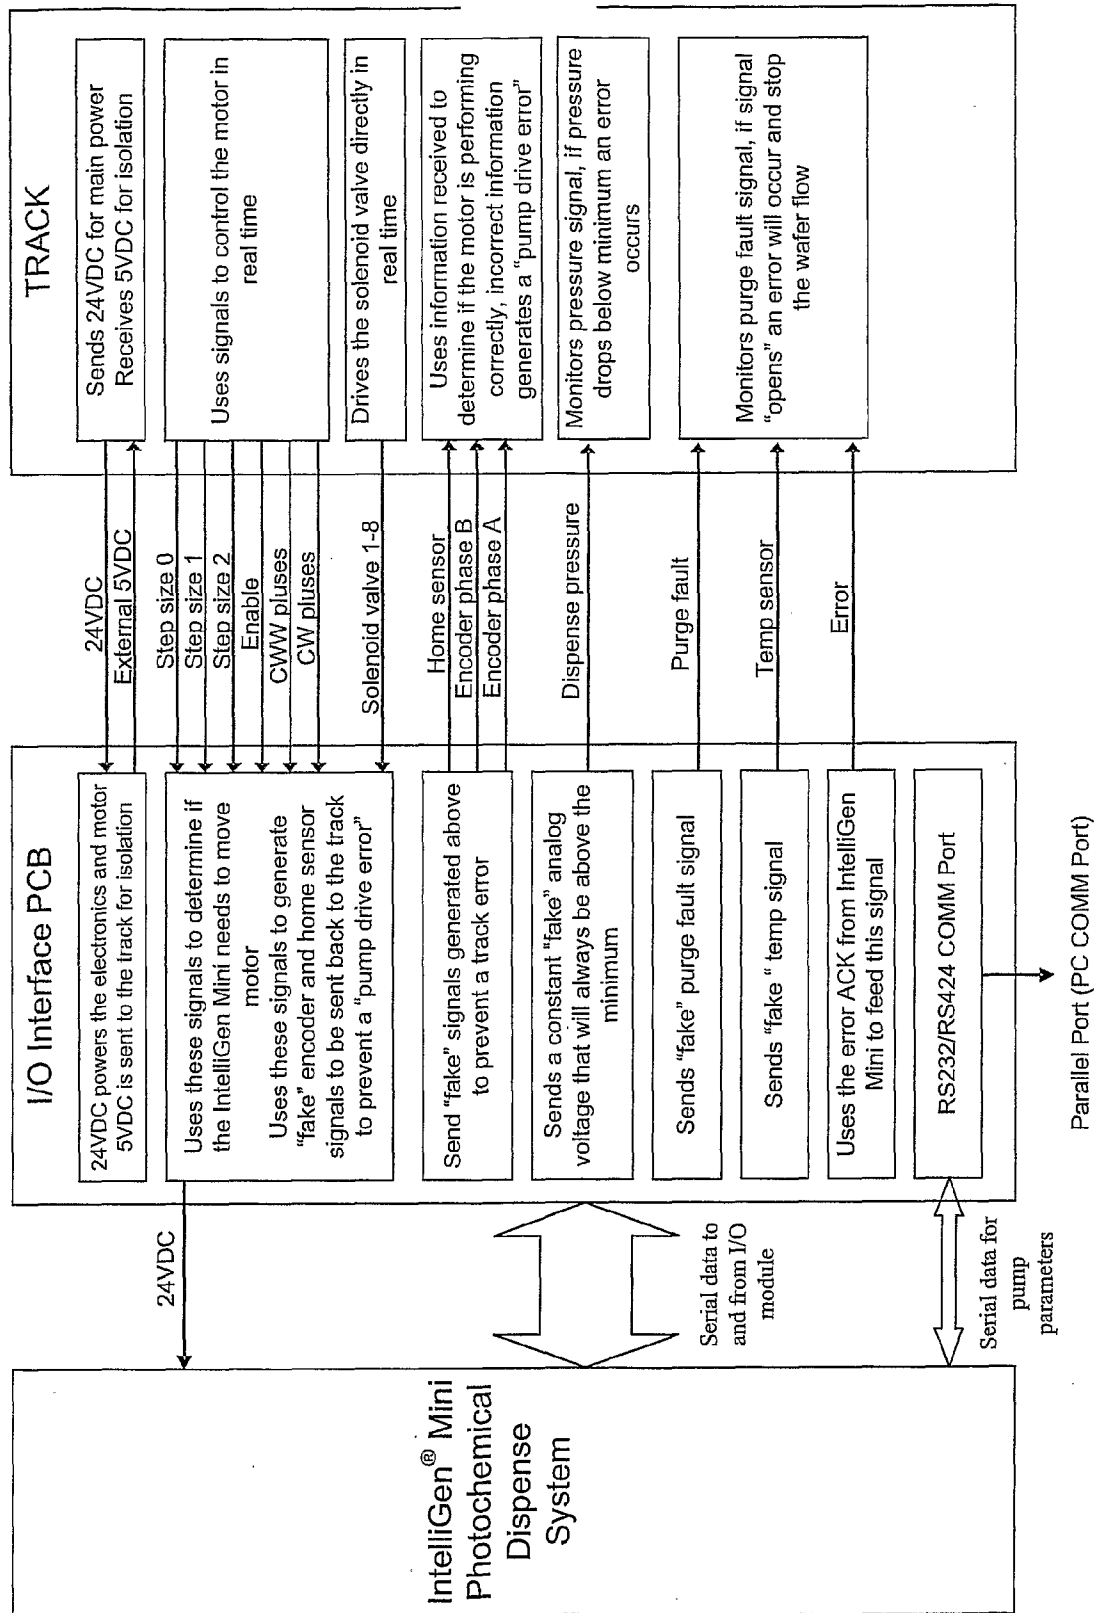 IntelliGen® Mini
Photochemical
Dispense
System
24VDC
Serial data to
and from I/O
module
Serial data for
pump
parameters
I/O Interface PCB
24VDC powers the electronics and motor
5VDC is sent to the track for isolation
Uses these signals to determine if
the IntelliGen Mini needs to move
motor
Uses these signals to generate
"fake" encoder and home sensor
signals to be sent back to the track
to prevent a "pump drive error"
Send "fake" signals generated above
to prevent a track error
Sends a constant "fake" analog
voltage that will always be above the
minimum
Sends "fake" purge fault signal
Sends "fake " temp signal
Uses the error ACK from IntelliGen
Mini to feed this signal
RS232/RS424 COMM Port
Parallel Port (PC COMM Port)
24VDC
External 5VDC
Step size 0
Step size 1
Step size 2
Enable
CWW pluses
CW pluses
Solenoid valve 1-8
Home sensor
Encoder phase B
Encoder phase A
Dispense pressure
Purge fault
Temp sensor
Error
TRACK
Sends 24VDC for main power
Receives 5VDC for isolation
Uses signals to control the motor in
real time
Drives the solenoid valve directly in
real time
Uses information received to
determine if the motor is performing
correctly, incorrect information
generates a "pump drive error"
Monitors pressure signal, if pressure
drops below minimum an error
occurs
Monitors purge fault signal, if signal
"opens" an error will occur and stop
the wafer flow